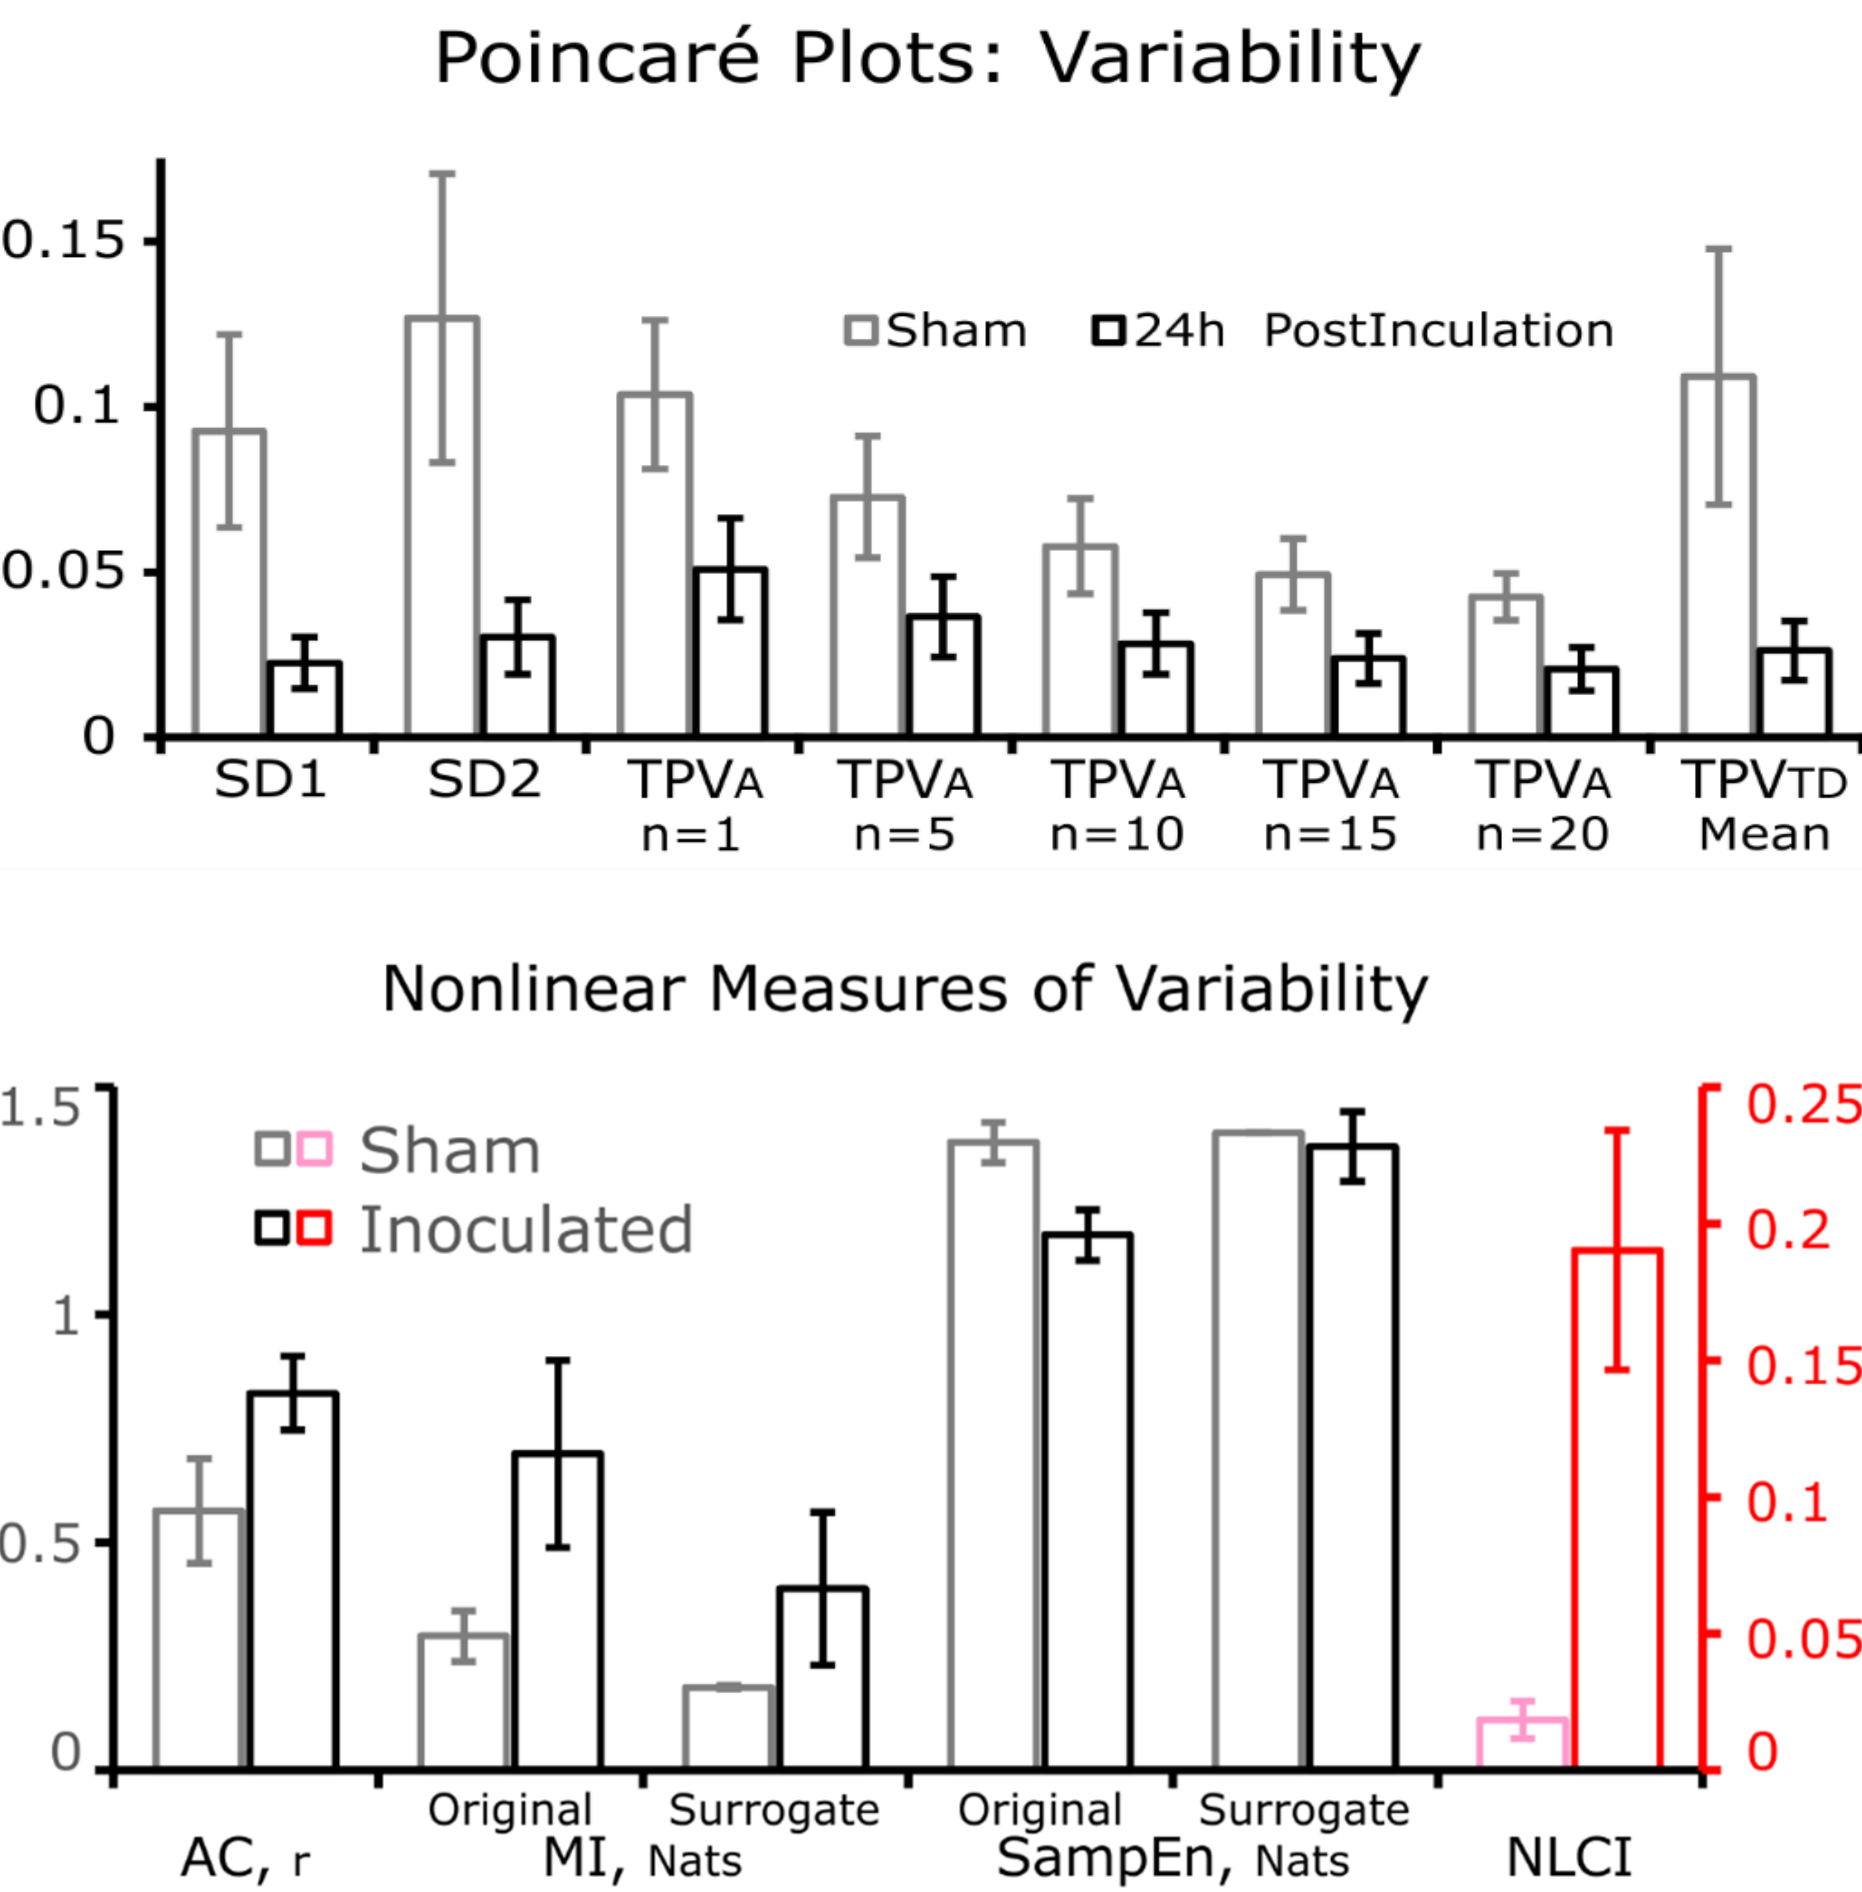 Poincaré Plots: Variability
0.15
0.1
0.05
0
Sham 24h PostInculation
SD1 SD2 TPVA TPVA TPVA TPVA TPVA TPVTD
n=1 n=5 n=10 n=15 n=20 Mean
Nonlinear Measures of Variability
1.5
1
0.5
0
Sham
Inoculated
0.25
0.2
0.15
0.1
0.05
0
Original Surrogate Original Surrogate
AC, r MI, Nats SampEn, Nats NLCI